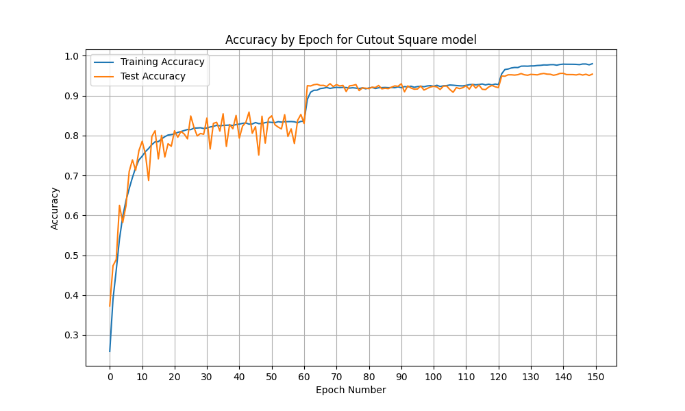 Accuracy by Epoch for Cutout Square model
Training Accuracy
Test Accuracy
Accuracy
1.0
0.9
0.8
0.7
0.6
0.5
0.4
0.3
0 10 20 30 40 50 60 70 80 90 100 110 120 130 140 150
Epoch Number